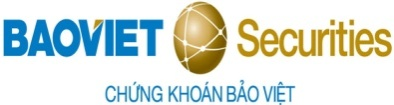 BAOVIET Securities
CHỨNG KHOÁN BẢO VIỆT